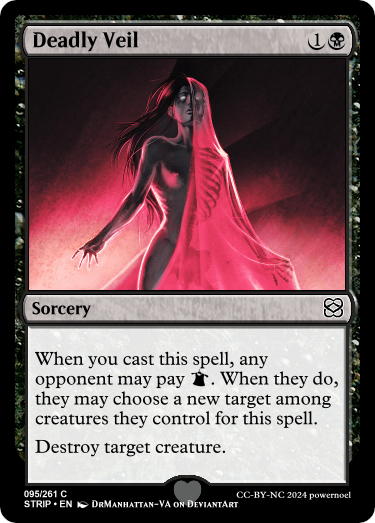 Deadly Veil 1
Sorcery
When you cast this spell, any
opponent may pay . When they do,
they may choose a new target among
creatures they control for this spell.
Destroy target creature.
095/261 C CC-BY-NC 2024 powernoel
STRIP • EN DrManhattan-VA on DeviantArt